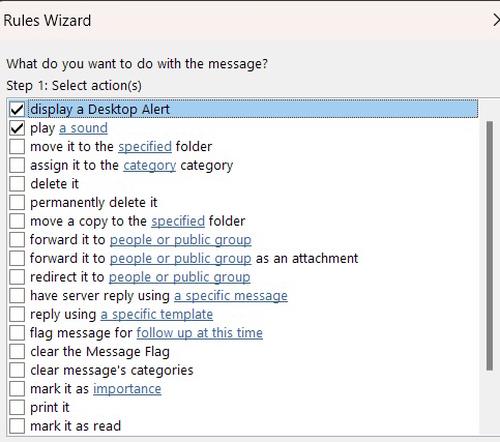 Rules Wizard
What do you want to do with the message?
Step 1: Select action(s)
display a Desktop Alert
play a sound
move it to the specified folder
assign it to the category category
delete it
permanently delete it
move a copy to the specified folder
forward it to people or public group
forward it to people or public group as an attachment
redirect it to people or public group
have server reply using a specific message
reply using a specific template
flag message for follow up at this time
clear the Message Flag
clear message's categories
mark it as importance
print it
mark it as read